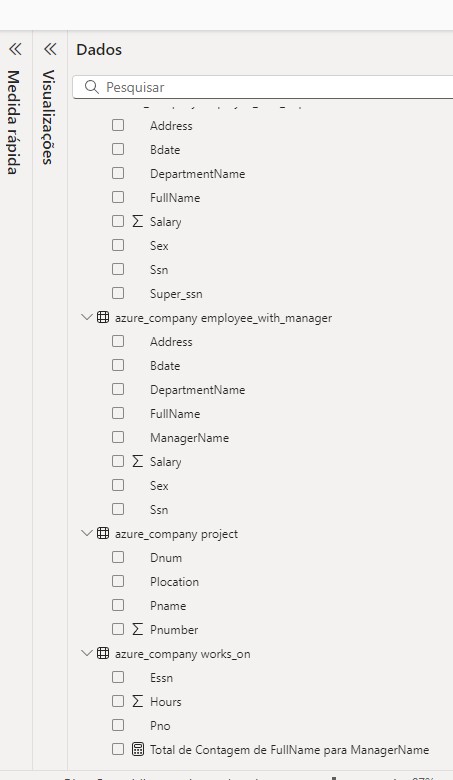 Medida rápida
Visualizações
Dados
Pesquisar
Address
Bdate
DepartmentName
FullName
Salary
Sex
Ssn
Super_ssn
azure_company employee_with_manager
Address
Bdate
DepartmentName
FullName
ManagerName
Salary
Sex
Ssn
azure_company project
Dnum
Plocation
Pname
Pnumber
azure_company works_on
Essn
Hours
Pno
Total de Contagem de FullName para ManagerName